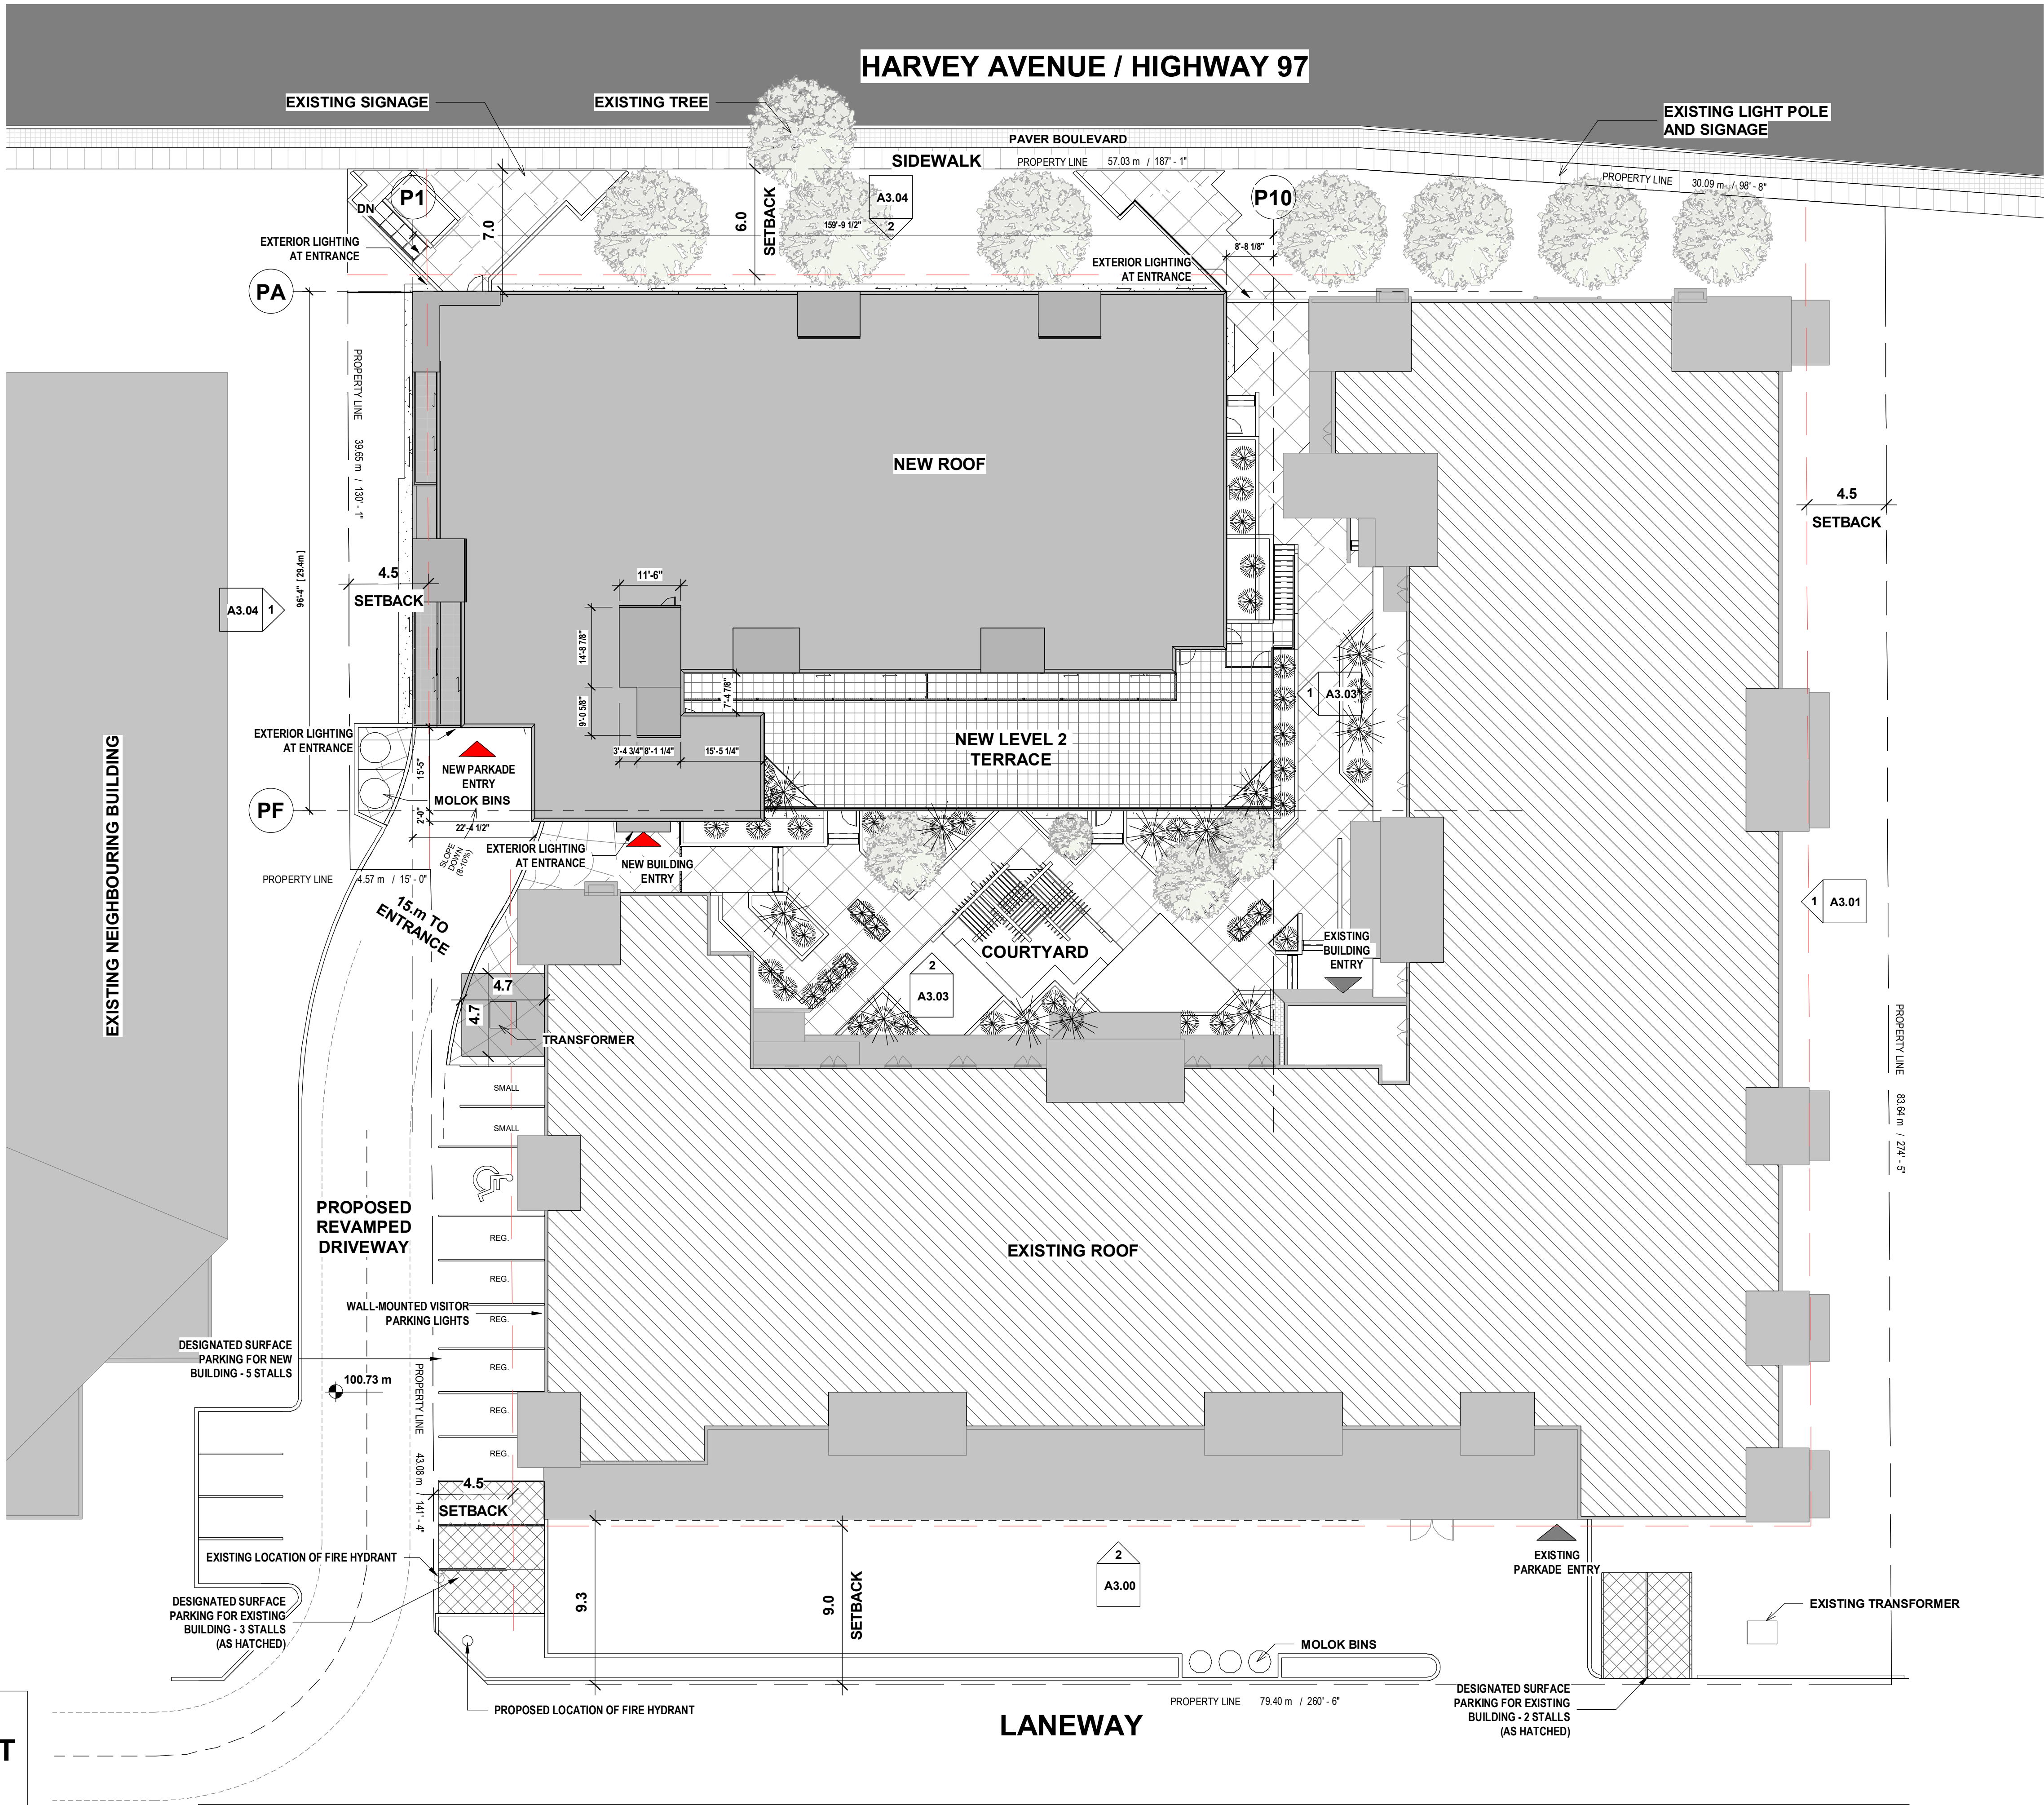 HARVEY AVENUE / HIGHWAY 97
EXISTING SIGNAGE
EXISTING TREE
EXISTING LIGHT POLE
AND SIGNAGE
PAVER BOULEVARD
SIDEWALK
PROPERTY LINE 57.03 m / 187' - 1"
PROPERTY LINE 30.09 m / 98' - 8"
P1
P10
DN
7.0
6.0
SETBACK
A3.04
2
159'-9 1/2"
8'-8 1/8"
EXTERIOR LIGHTING
AT ENTRANCE
EXTERIOR LIGHTING
AT ENTRANCE
PA
PROPERTY LINE 39.65 m / 130' - 1"
96'-4" [ 29.4m ]
NEW ROOF
4.5
SETBACK
4.5
SETBACK
A3.04
1
11'-6"
14'-8 7/8"
9'-0 5/8"
7'-4 7/8"
3'-4 3/4"
8'-1 1/4"
15'-5 1/4"
1
A3.03
NEW LEVEL 2
TERRACE
EXTERIOR LIGHTING
AT ENTRANCE
NEW PARKADE
ENTRY
MOLOK BINS
15'-5"
2'-0"
22'-4 1/2"
PF
EXISTING NEIGHBOURING BUILDING
SLOPE
DOWN
(8-10%)
EXTERIOR LIGHTING
AT ENTRANCE
NEW BUILDING
ENTRY
PROPERTY LINE 4.57 m / 15' - 0"
15.m TO
ENTRANCE
COURTYARD
2
A3.03
EXISTING
BUILDING
ENTRY
1
A3.01
4.7
4.7
TRANSFORMER
PROPERTY LINE 83.64 m / 274' - 5"
SMALL
SMALL
PROPOSED
REVAMPED
DRIVEWAY
REG.
REG.
REG.
REG.
REG.
REG.
EXISTING ROOF
WALL-MOUNTED VISITOR
PARKING LIGHTS
DESIGNATED SURFACE
PARKING FOR NEW
BUILDING - 5 STALLS
100.73 m
PROPERTY LINE 43.08 m / 141' - 4"
4.5
SETBACK
EXISTING LOCATION OF FIRE HYDRANT
DESIGNATED SURFACE
PARKING FOR EXISTING
BUILDING - 3 STALLS
(AS HATCHED)
9.3
9.0
SETBACK
2
A3.00
EXISTING
PARKADE ENTRY
EXISTING TRANSFORMER
MOLOK BINS
PROPOSED LOCATION OF FIRE HYDRANT
PROPERTY LINE 79.40 m / 260' - 6"
DESIGNATED SURFACE
PARKING FOR EXISTING
BUILDING - 2 STALLS
(AS HATCHED)
LANEWAY
T